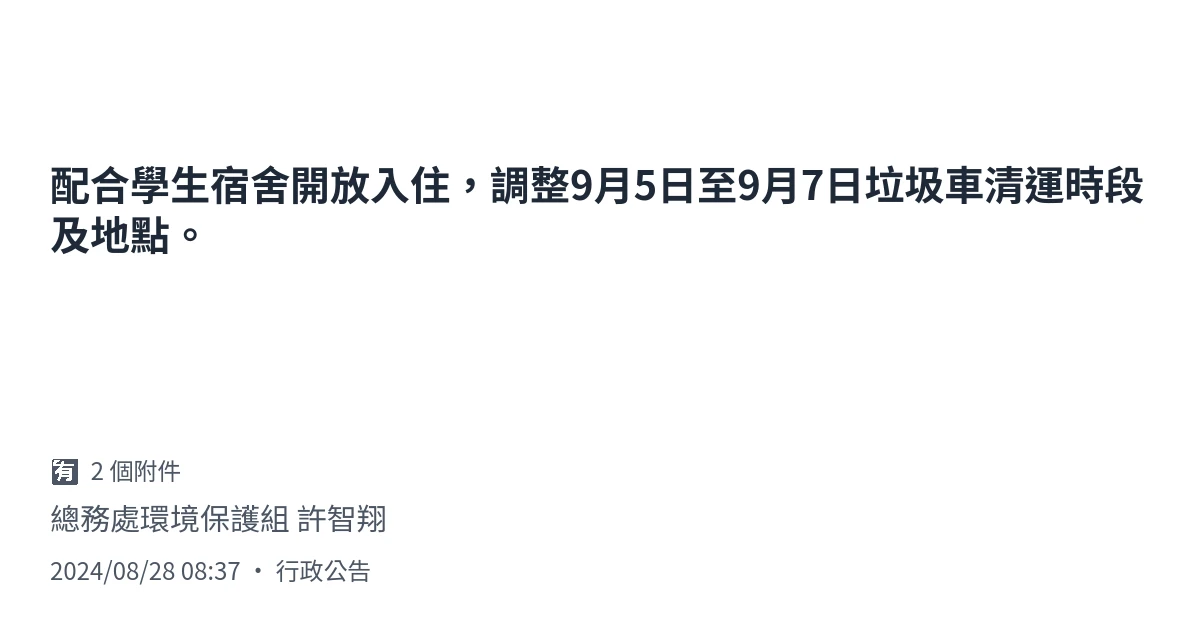 配合學生宿舍開放入住，調整9月5日至9月7日垃圾車清運時段
及地點。
有 2 個附件
總務處環境保護組 許智翔
2024/08/28 08:37 • 行政公告